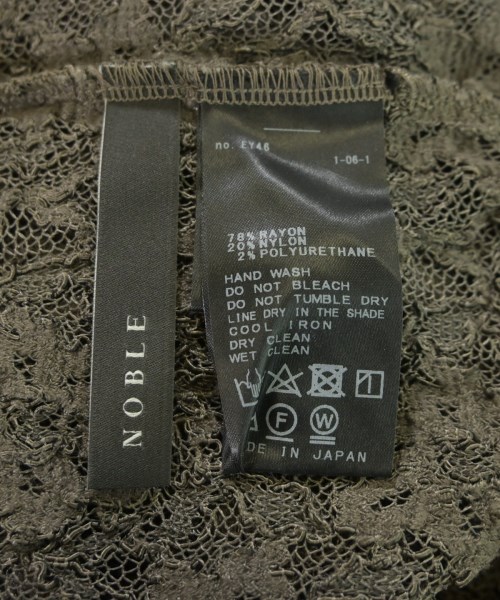 NOBLE
no. EY46
1-06-1
78% RAYON
20% NYLON
2% POLYURETHANE
HAND WASH
DO NOT BLEACH
DO NOT TUMBLE DRY
LINE DRY IN THE SHADE
COOL IRON
DRY CLEAN
WET CLEAN
F W
DE IN JAPAN